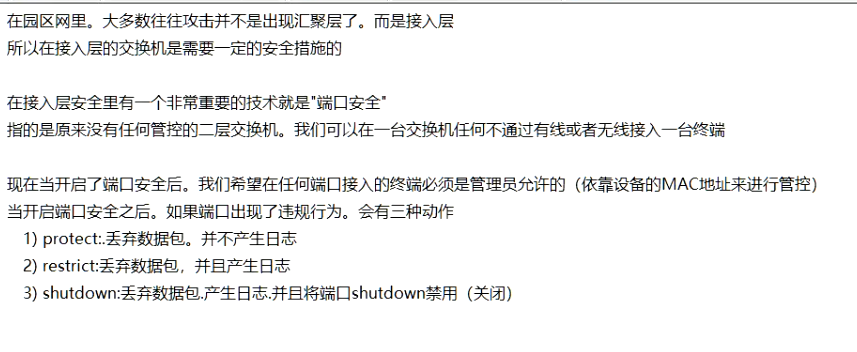 在园区网里。大多数往往攻击并不是出现汇聚层了。而是接入层
所以在接入层的交换机是需要一定的安全措施的
在接入层安全里有一个非常重要的技术就是"端口安全"
指的是原来没有任何管控的二层交换机。我们可以在一台交换机任何不通过有线或者无线接入一台终端
现在当开启了端口安全后。我们希望在任何端口接入的终端必须是管理员允许的（依靠设备的MAC地址来进行管控）
当开启端口安全之后。如果端口出现了违规行为。会有三种动作
1) protect:.丢弃数据包。并不产生日志
2) restrict:丢弃数据包，并且产生日志
3) shutdown:丢弃数据包.产生日志.并且将端口shutdown禁用（关闭）